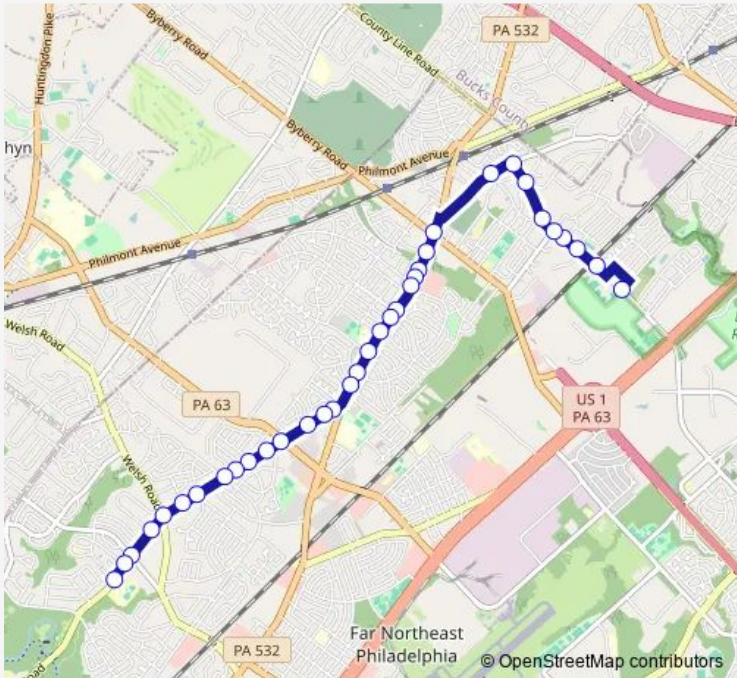 Huntingdon Pike
Byberry Road
County Line Road
PA 532
Bucks County
hyn
Byberry Road
Philmont Avenue
Philmont Avenue
Welsh Road
PA 63
US 1
PA 63
Welsh Road
Far Northeast
Philadelphia
PA 532
© OpenStreetMap contributors